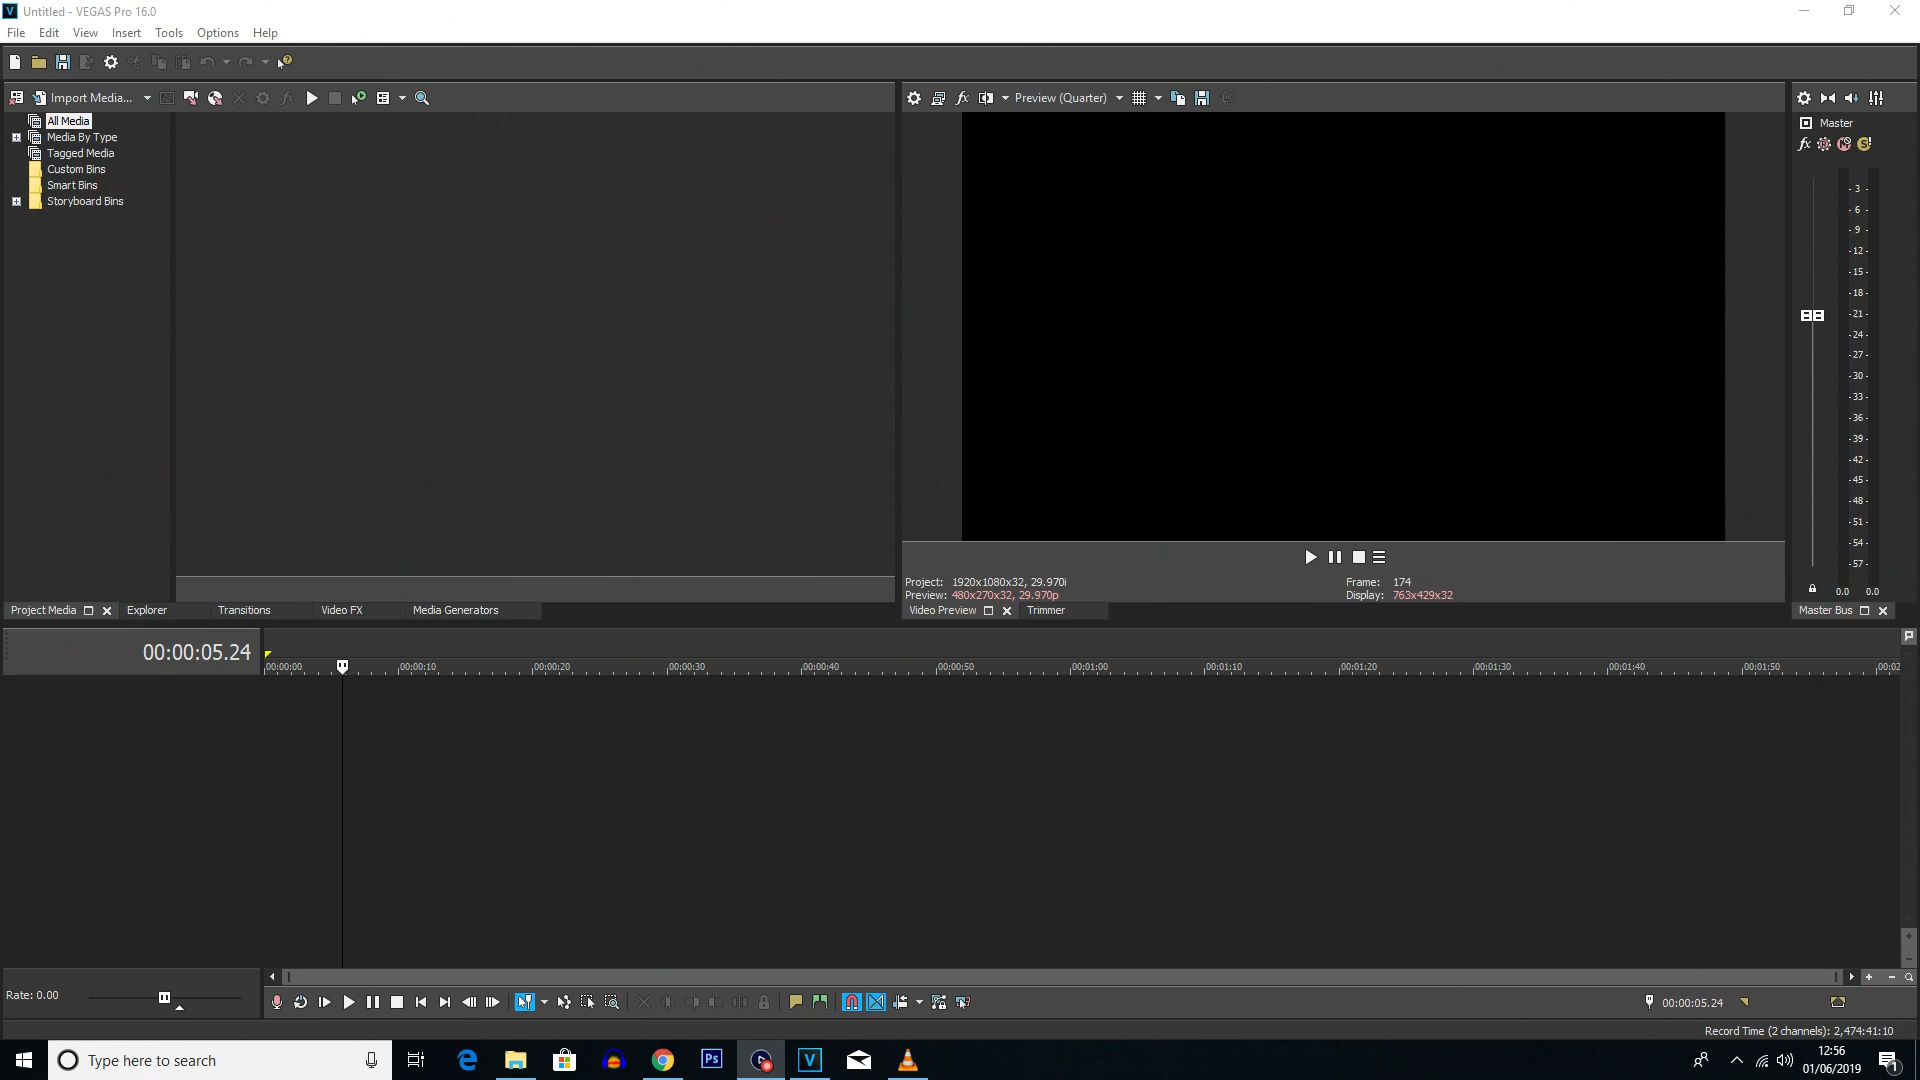 Untitled - VEGAS Pro 16.0
File Edit View Insert Tools Options Help
Import Media...
Preview (Quarter)
All Media
Media By Type
Tagged Media
Custom Bins
Smart Bins
Storyboard Bins
Master
- 3 -
- 6 -
- 9 -
- 12 -
- 15 -
- 18 -
- 21 -
- 24 -
- 27 -
- 30 -
- 33 -
- 36 -
- 39 -
- 42 -
- 45 -
- 48 -
- 51 -
- 54 -
- 57 -
0.0 0.0
Project: 1920x1080x32, 29.970i
Preview: 480x270x32, 29.970p
Frame: 174
Display: 763x429x32
Project Media Explorer Transitions Video FX Media Generators
Video Preview Trimmer
Master Bus
00:00:05.24
00:00:00 00:00:10 00:00:20 00:00:30 00:00:40 00:00:50 00:01:00 00:01:10 00:01:20 00:01:30 00:01:40 00:01:50 00:02
Rate: 0.00
00:00:05.24
Record Time (2 channels): 2,474:41:10
Type here to search
Ps
V
12:56
01/06/2019
1